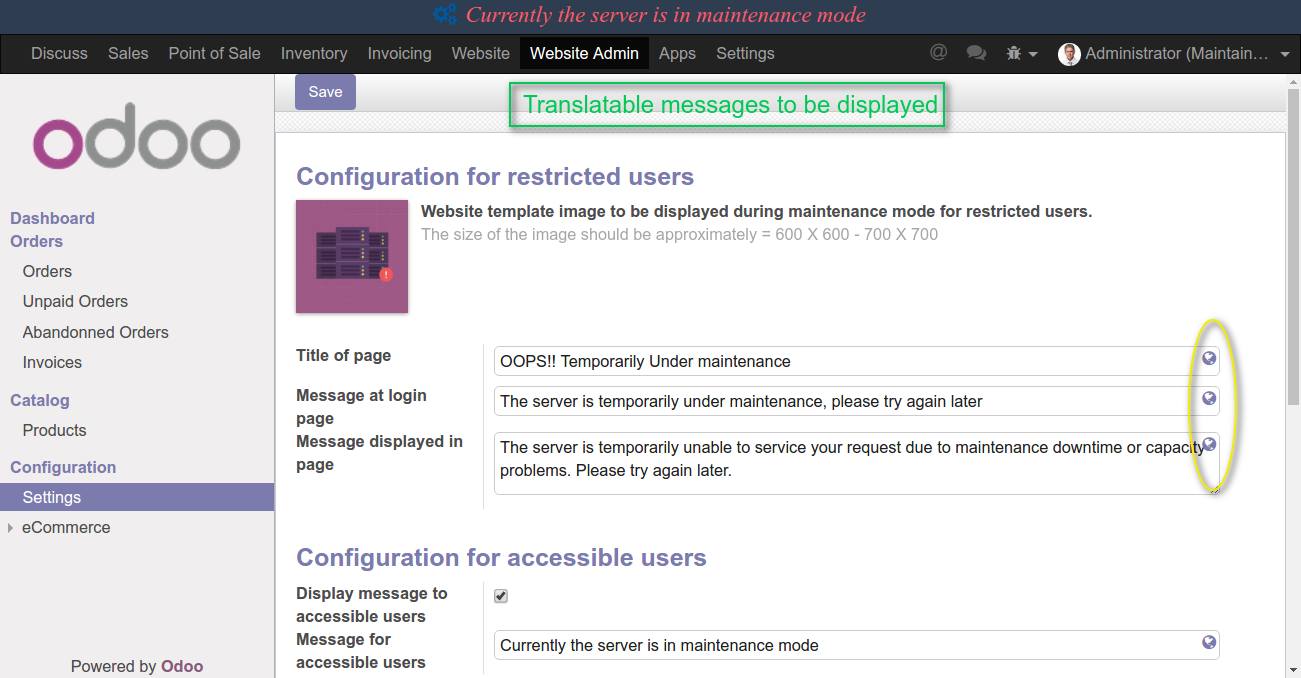 Currently the server is in maintenance mode
Discuss Sales Point of Sale Inventory Invoicing Website Website Admin Apps Settings @ Administrator (Maintain...
Save
Translatable messages to be displayed
odoo
Dashboard
Orders
Orders
Unpaid Orders
Abandonned Orders
Invoices
Catalog
Products
Configuration
Settings
eCommerce
Powered by Odoo
Configuration for restricted users
Website template image to be displayed during maintenance mode for restricted users.
The size of the image should be approximately = 600 X 600 - 700 X 700
Title of page
OOPS!! Temporarily Under maintenance
Message at login
page
The server is temporarily under maintenance, please try again later
Message displayed in
page
The server is temporarily unable to service your request due to maintenance downtime or capacity
problems. Please try again later.
Configuration for accessible users
Display message to
accessible users
Message for
accessible users
Currently the server is in maintenance mode